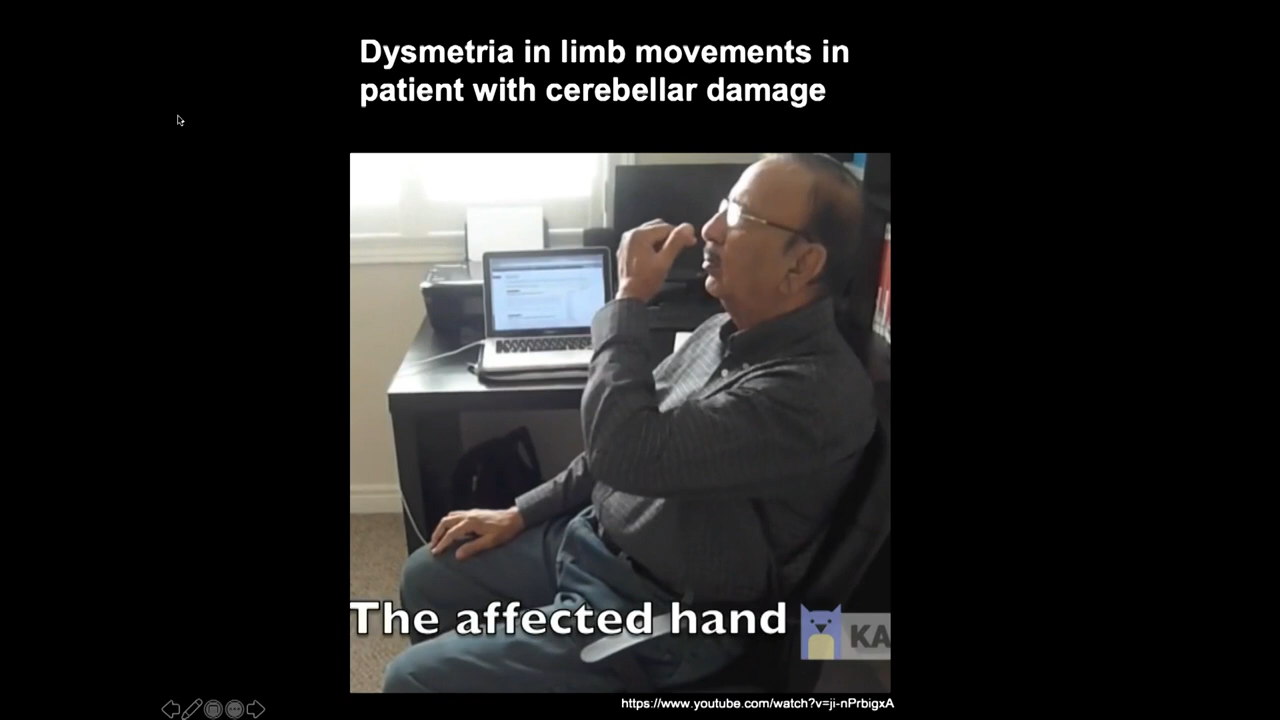 Dysmetria in limb movements in
patient with cerebellar damage
The affected hand
KA
https://www.youtube.com/watch?v=ji-nPrbigxA